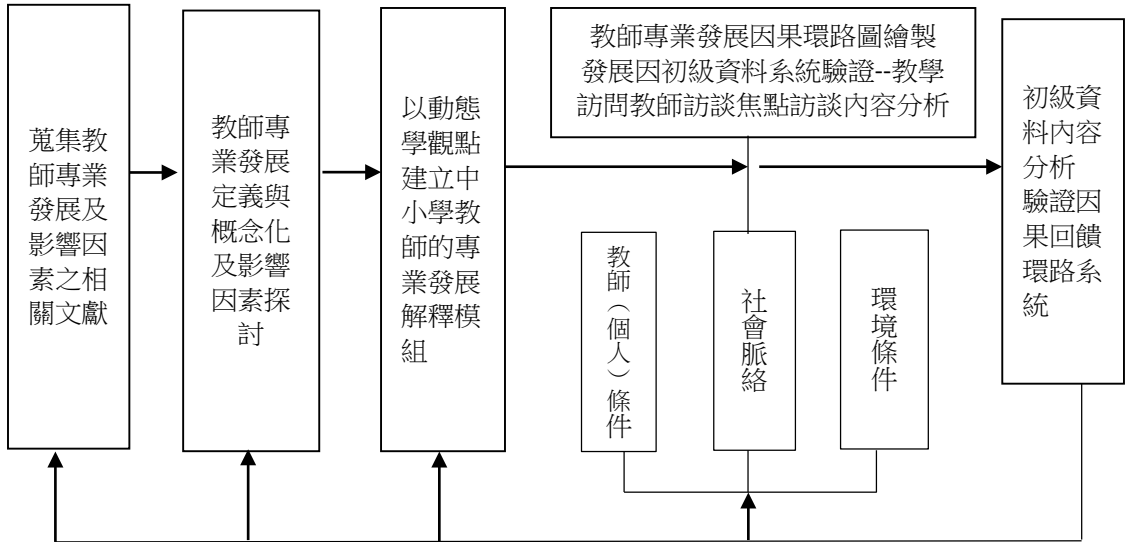 蒐集教
師專業
發展及
影響因
素之相
關文獻
教師專
業發展
定義與
概念化
及影響
因素探
討
以動態
學觀點
建立中
小學教
師的專
業發展
解釋模
組
教師專業發展因果環路圖繪製
發展因初級資料系統驗證--教學
訪問教師訪談焦點訪談內容分析
教師（個人）條件
社會脈絡
環境條件
初級資
料內容
分析
驗證因
果回饋
環路系
統